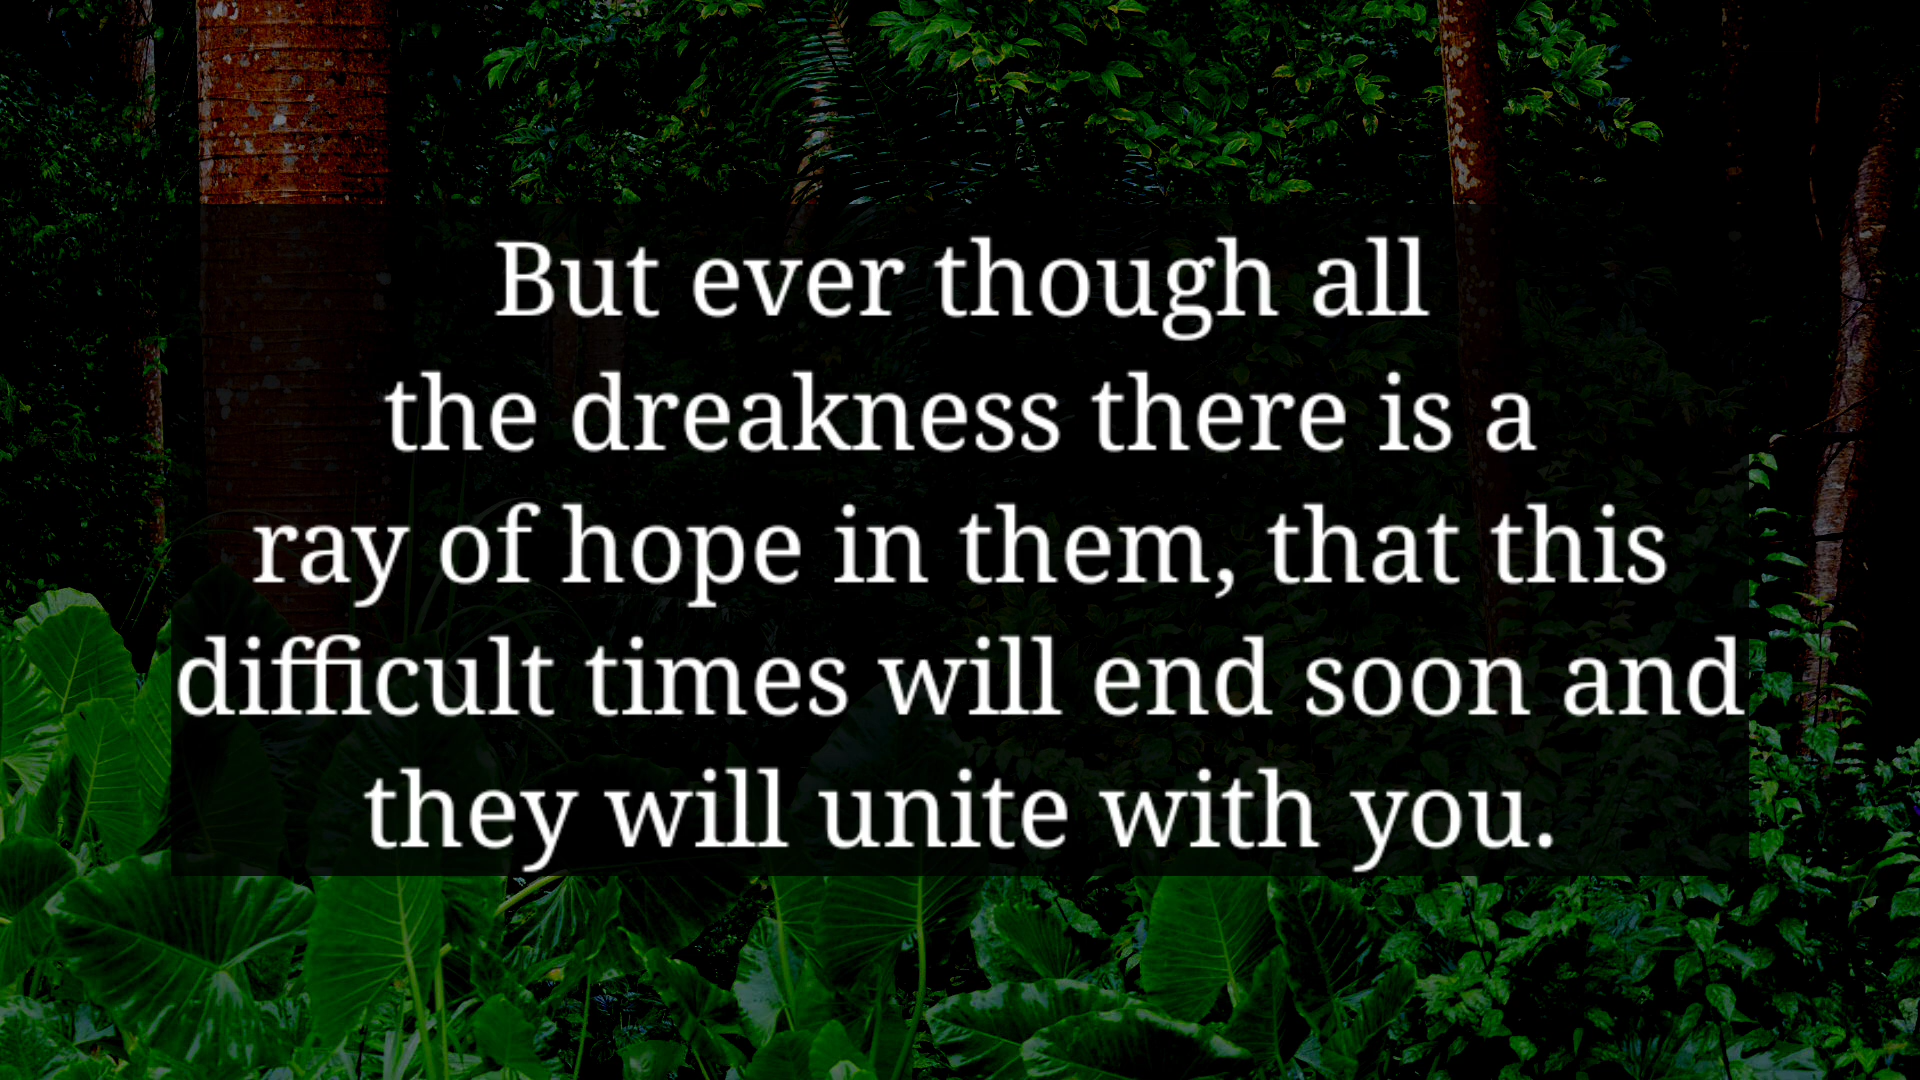 But ever though all
the dreakness there is a
ray of hope in them, that this
difficult times will end soon and
they will unite with you.